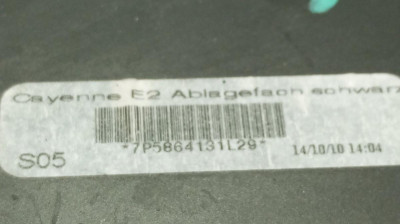 Cayenne E2 Ablagefach schwarz
-7P5864131L29-
S05 14/10/10 14:04